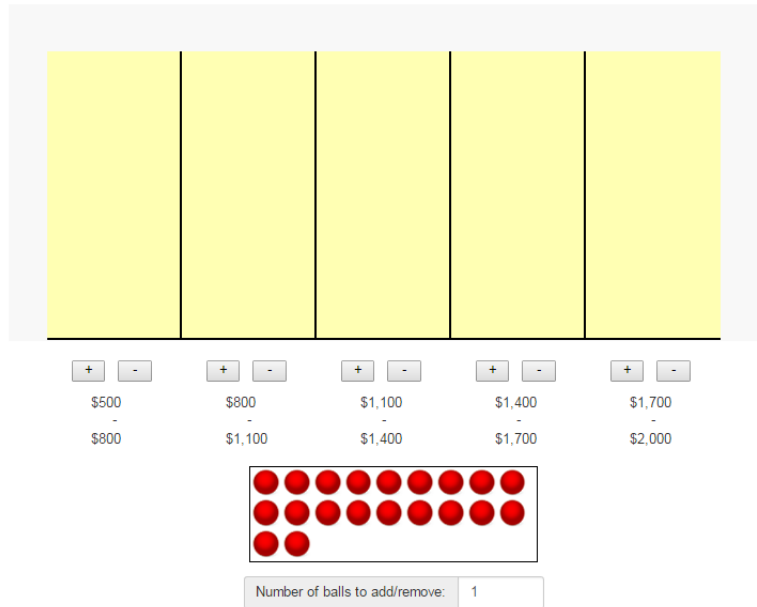 + - + - + - + - + -
$500 $800 $1,100 $1,400 $1,700
- - - - -
$800 $1,100 $1,400 $1,700 $2,000
Number of balls to add/remove: 1